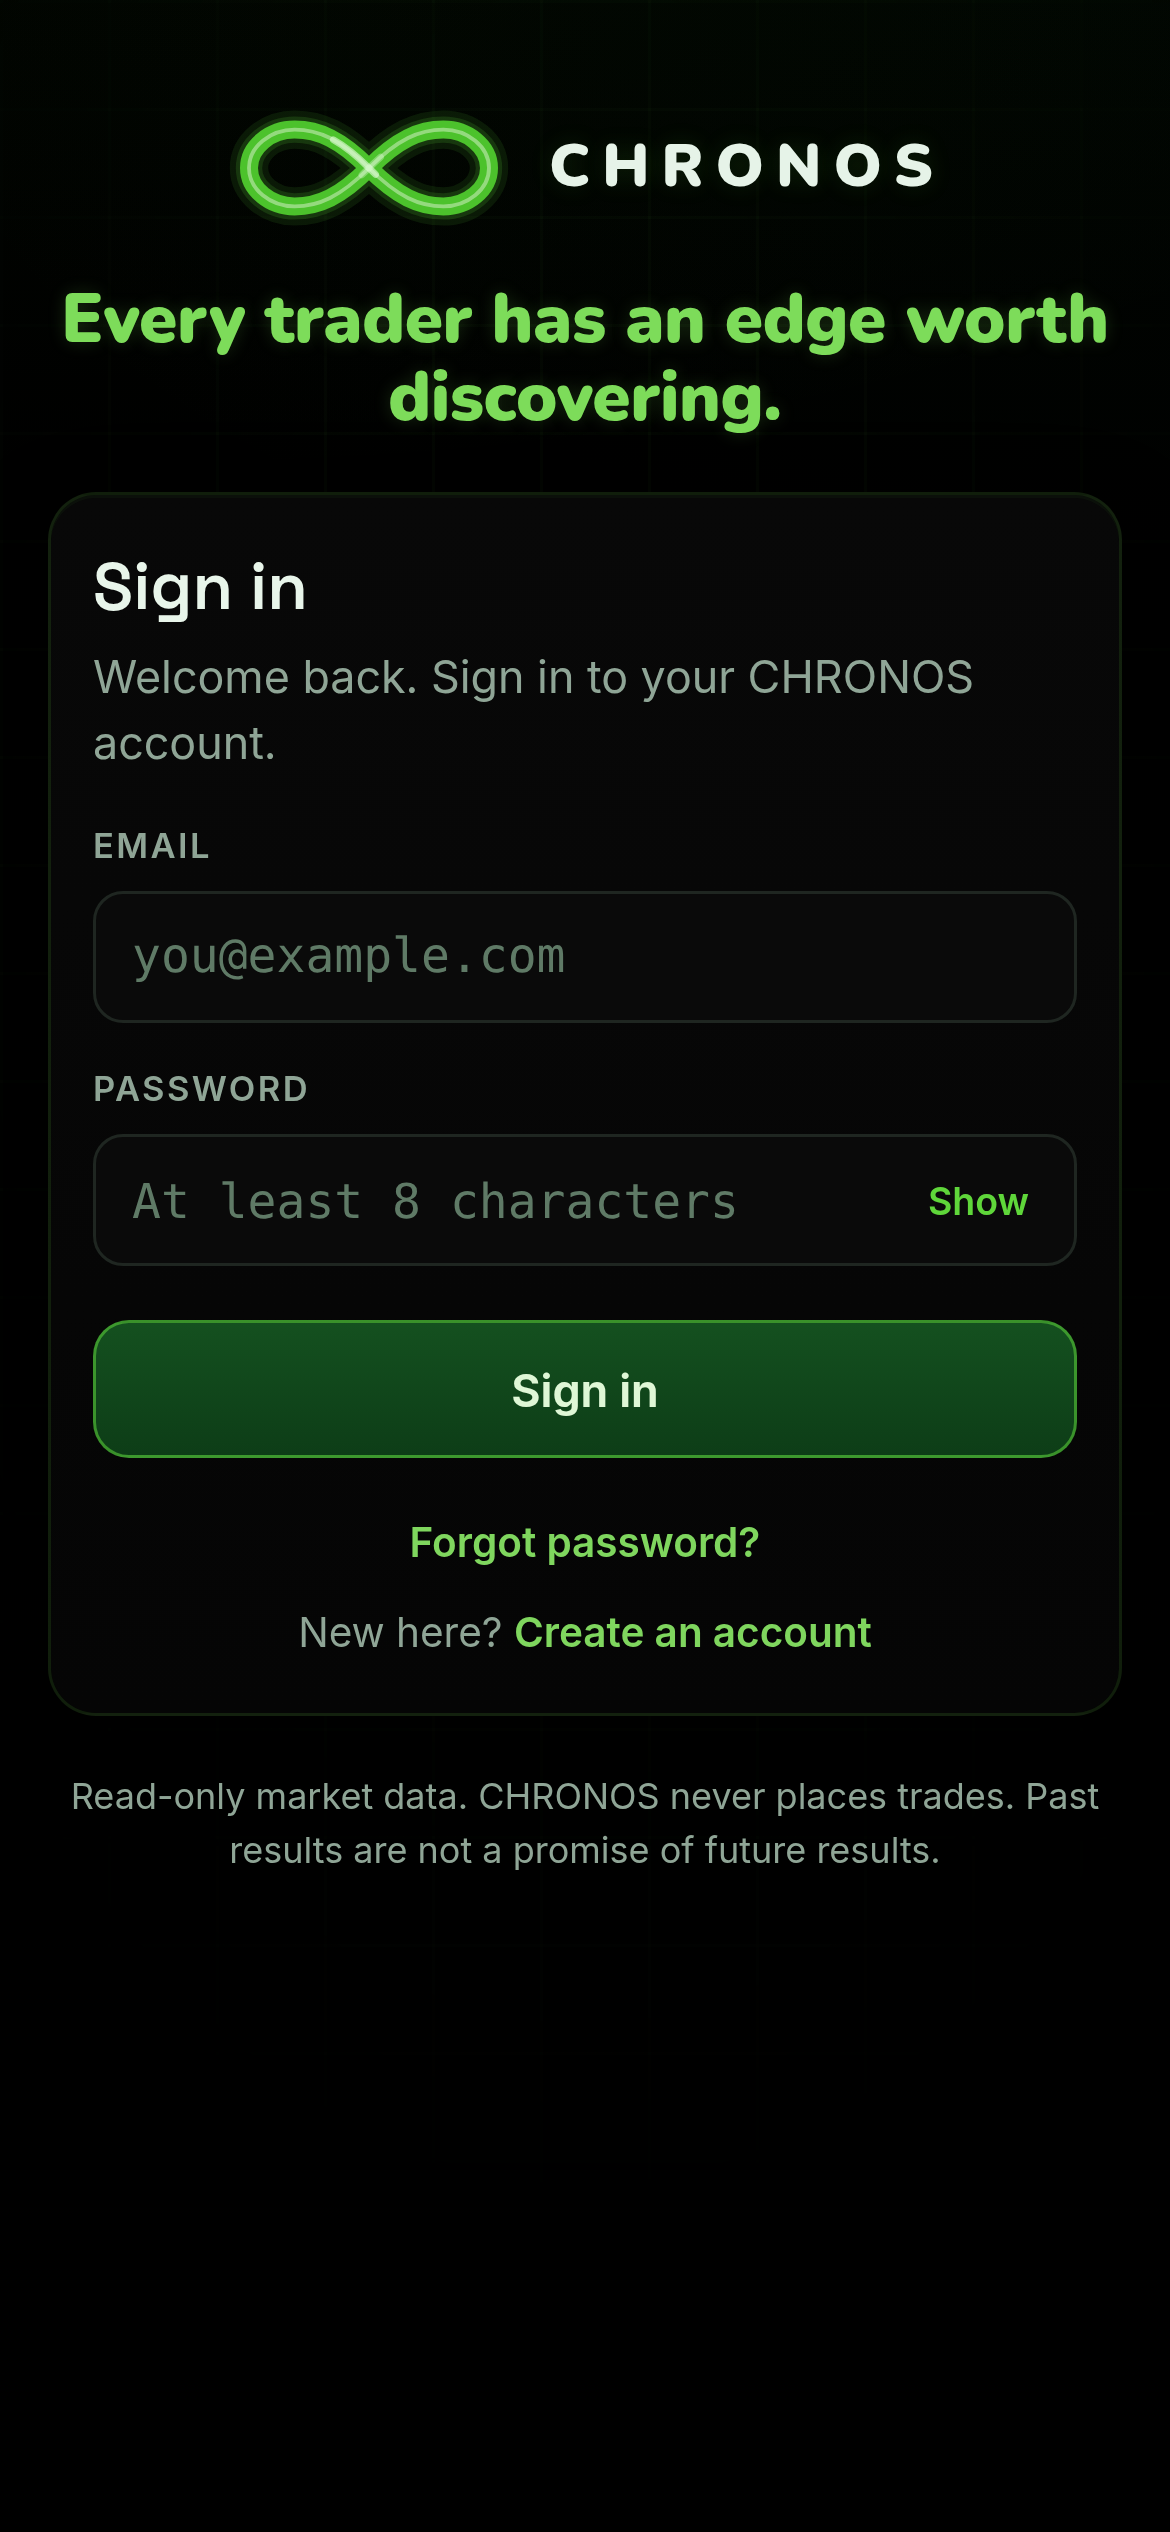 CHRONOS
Every trader has an edge worth
discovering.
Sign in
Welcome back. Sign in to your CHRONOS
account.
EMAIL
you@example.com
PASSWORD
At least 8 characters
Show
Sign in
Forgot password?
New here? Create an account
Read-only market data. CHRONOS never places trades. Past
results are not a promise of future results.